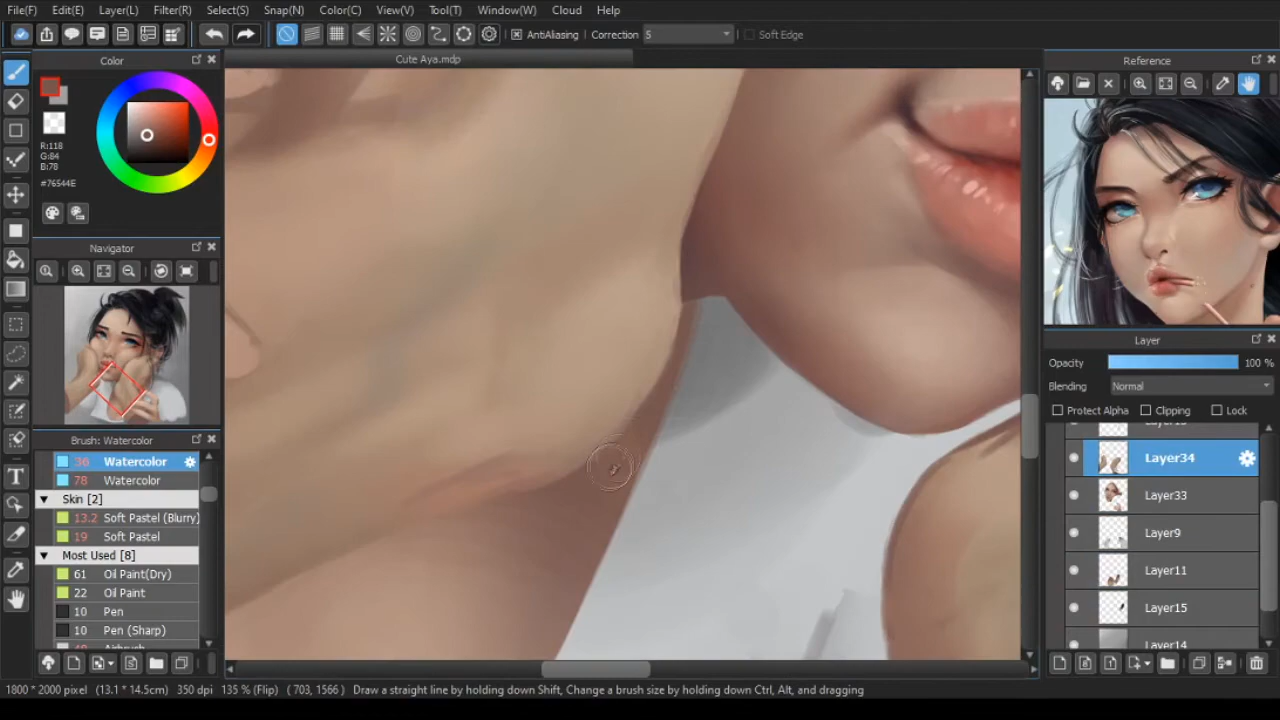 File(F) Edit(E) Layer(L) Filter(R) Select(S) Snap(N) Color(C) View(V) Tool(T) Window(W) Cloud Help
AntiAliasing Correction 5 Soft Edge
Color
R:118
G:84
B:78
#76544E
Navigator
Brush: Watercolor
36 Watercolor
78 Watercolor
Skin [2]
13.2 Soft Pastel (Blurry)
19 Soft Pastel
Most Used [8]
61 Oil Paint(Dry)
22 Oil Paint
10 Pen
10 Pen (Sharp)
Cute Aya.mdp
Reference
Layer
Opacity 100 %
Blending Normal
Protect Alpha Clipping Lock
Layer34
Layer33
Layer9
Layer11
Layer15
Layer14
1800 * 2000 pixel (13.1 * 14.5cm) 350 dpi 135 % (Flip) ( 703, 1566 ) Draw a straight line by holding down Shift, Change a brush size by holding down Ctrl, Alt, and dragging